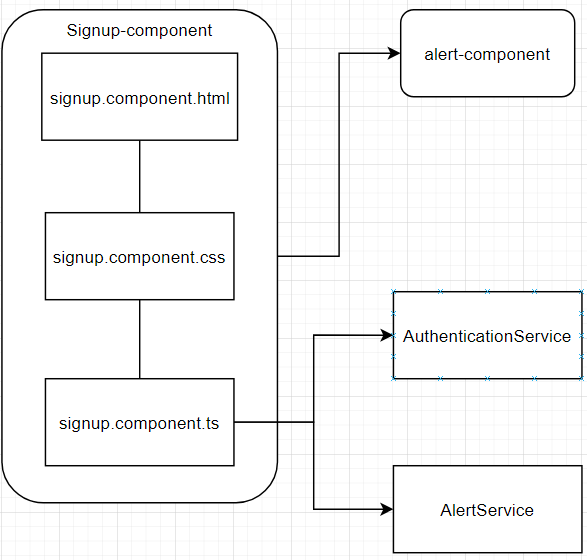 Signup-component
signup.component.html
signup.component.css
signup.component.ts
alert-component
AuthenticationService
AlertService